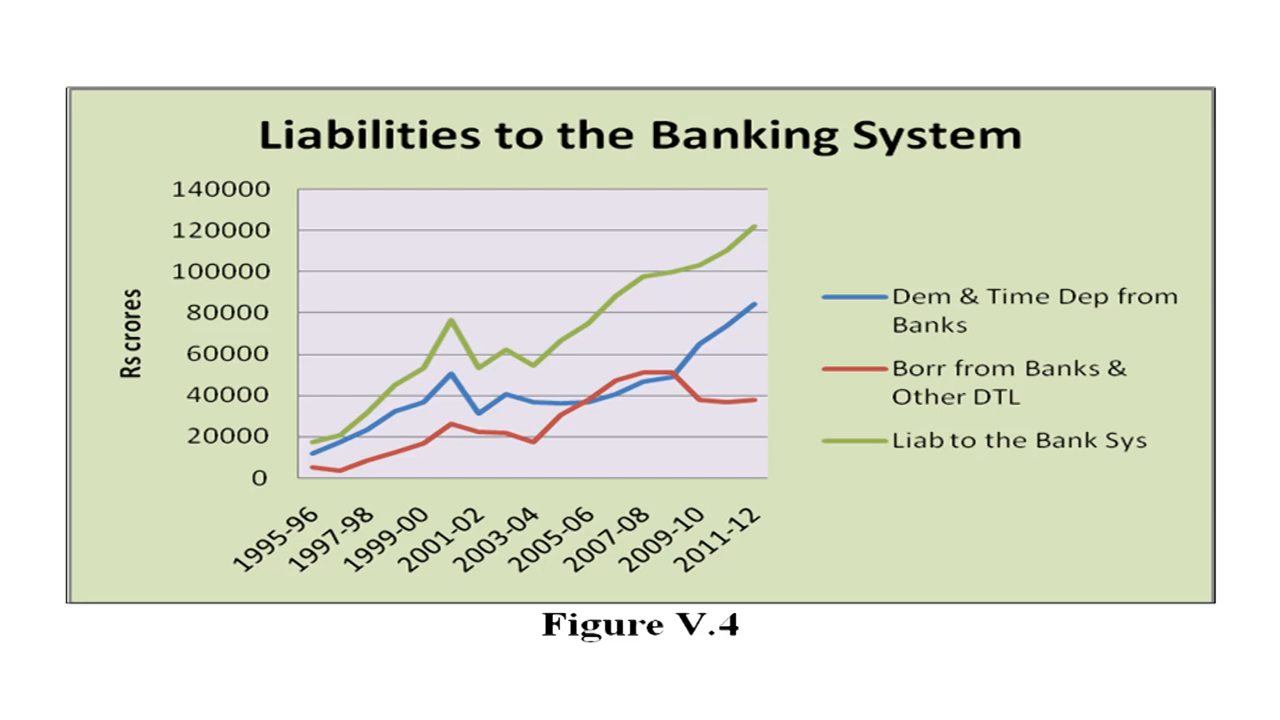 Liabilities to the Banking System
140000
120000
100000
80000
60000
40000
20000
0
Rs crores
1995-96
1997-98
1999-00
2001-02
2003-04
2005-06
2007-08
2009-10
2011-12
Dem & Time Dep from
Banks
Borr from Banks &
Other DTL
Liab to the Bank Sys
Figure V.4